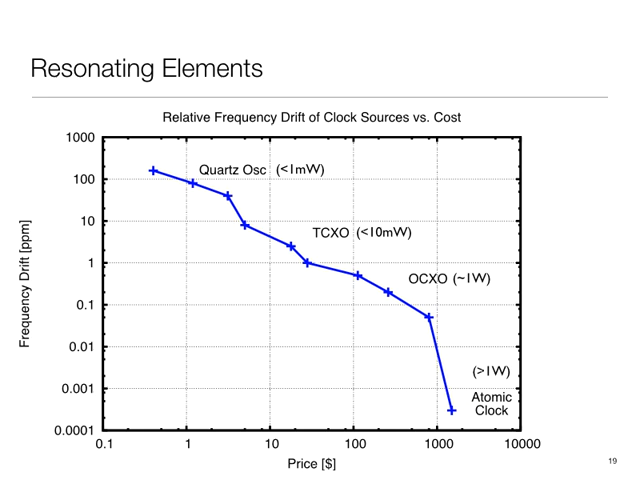 Resonating Elements
Relative Frequency Drift of Clock Sources vs. Cost
1000
100
10
1
0.1
0.01
0.001
0.0001
Frequency Drift [ppm]
Quartz Osc (<1mW)
TCXO (<10mW)
OCXO (~1W)
(>1W)
Atomic
Clock
0.1
1
10
100
1000
10000
Price [$]
19